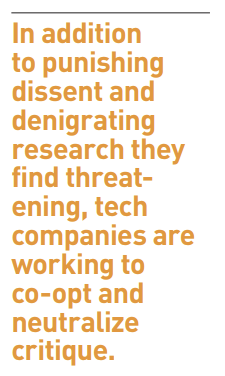 In addition
to punishing
dissent and
denigrating
research they
find threat-
ening, tech
companies are
working to
co-opt and
neutralize
critique.